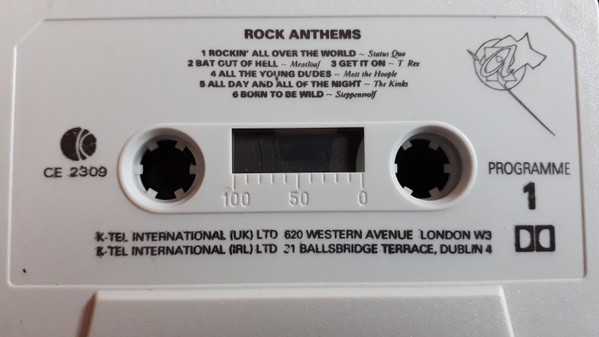 ROCK ANTHEMS
1 ROCKIN' ALL OVER THE WORLD ~ Status Quo
2 BAT OUT OF HELL ~ Meatloaf 3 GET IT ON ~ T Rex
4 ALL THE YOUNG DUDES ~ Mott the Hoople
5 ALL DAY AND ALL OF THE NIGHT ~ The Kinks
6 BORN TO BE WILD ~ Steppenwolf
K
CE 2309
PROGRAMME
1
100 50 0
K-TEL INTERNATIONAL (UK) LTD 620 WESTERN AVENUE LONDON W3
K-TEL INTERNATIONAL (IRL) LTD 21 BALLSBRIDGE TERRACE, DUBLIN 4